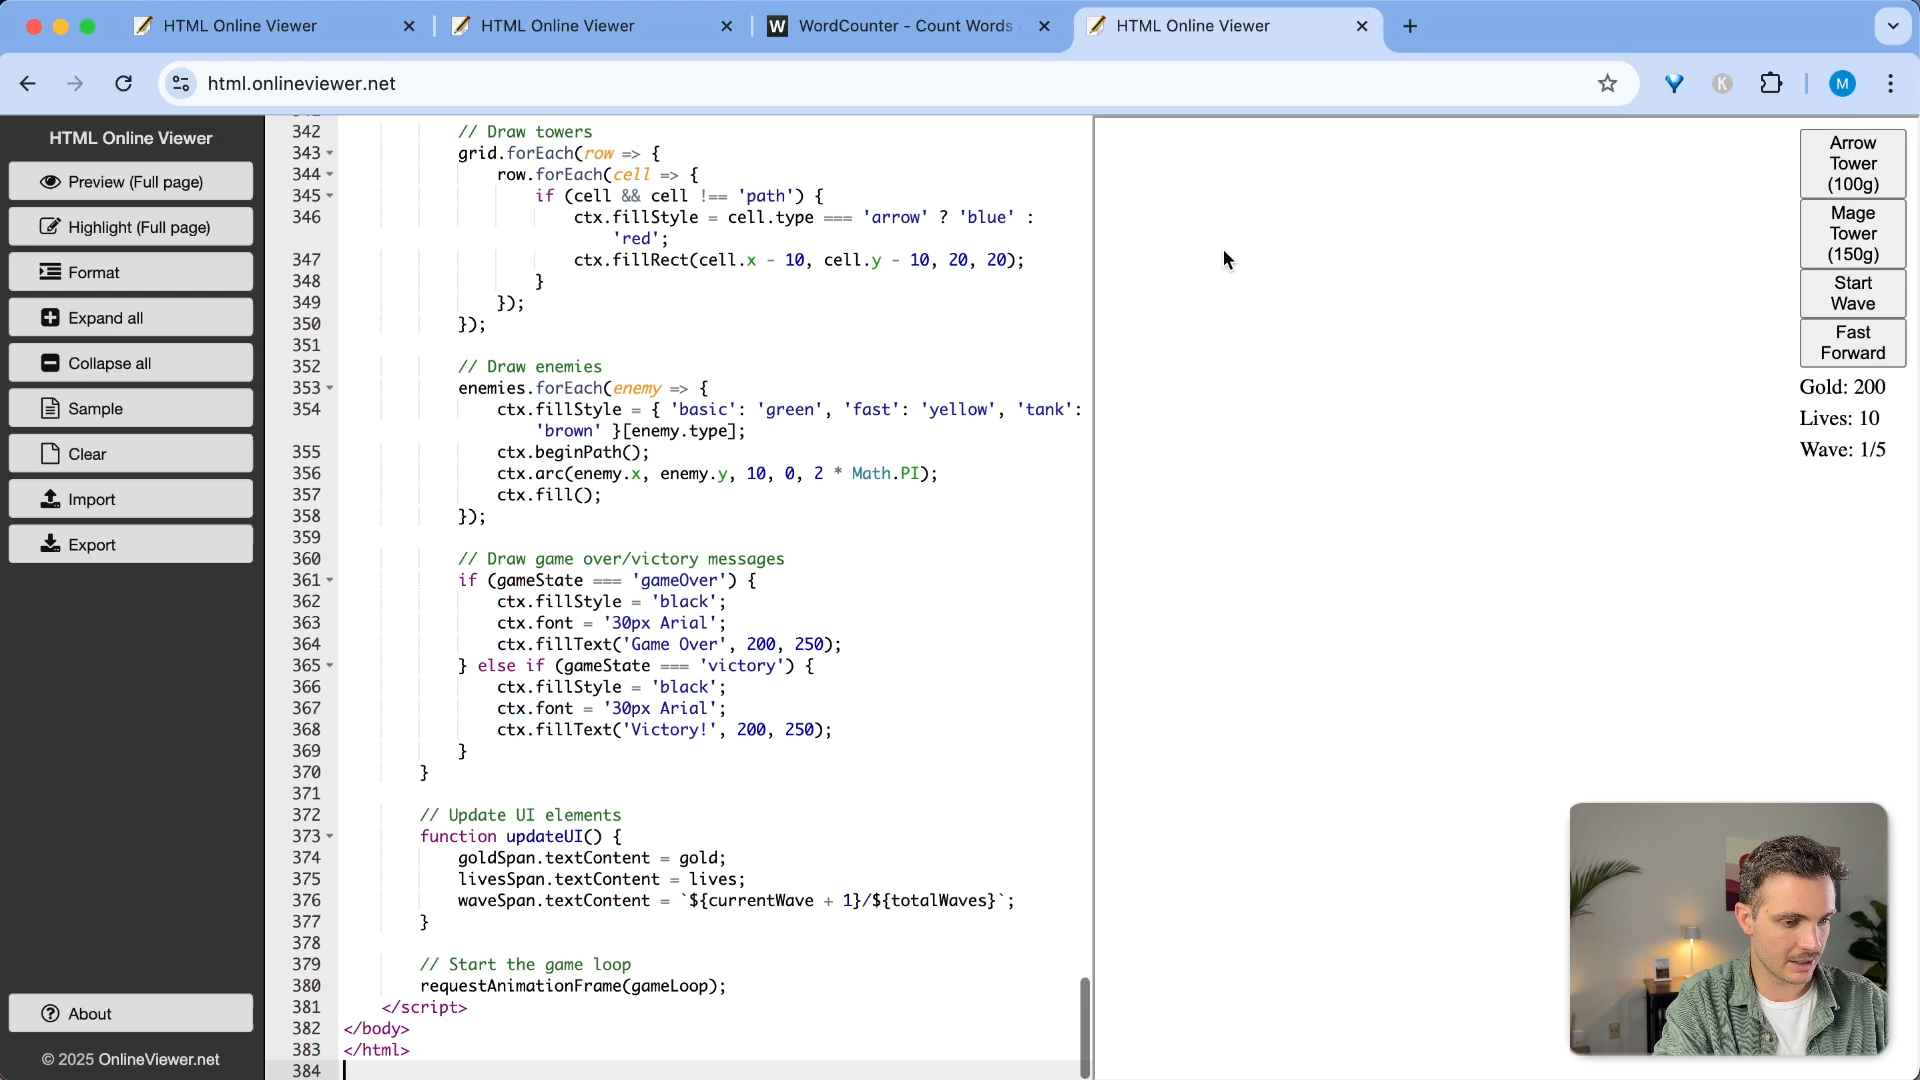 HTML Online Viewer
HTML Online Viewer
WordCounter - Count Words
HTML Online Viewer
html.onlineviewer.net
K
M
HTML Online Viewer
Preview (Full page)
Highlight (Full page)
Format
Expand all
Collapse all
Sample
Clear
Import
Export
About
© 2025 OnlineViewer.net
342 // Draw towers
343 grid.forEach(row => {
344 row.forEach(cell => {
345 if (cell && cell !== 'path') {
346 ctx.fillStyle = cell.type === 'arrow' ? 'blue' :
'red';
347 ctx.fillRect(cell.x - 10, cell.y - 10, 20, 20);
348 }
349 });
350 });
351
352 // Draw enemies
353 enemies.forEach(enemy => {
354 ctx.fillStyle = { 'basic': 'green', 'fast': 'yellow', 'tank':
'brown' }[enemy.type];
355 ctx.beginPath();
356 ctx.arc(enemy.x, enemy.y, 10, 0, 2 * Math.PI);
357 ctx.fill();
358 });
359
360 // Draw game over/victory messages
361 if (gameState === 'gameOver') {
362 ctx.fillStyle = 'black';
363 ctx.font = '30px Arial';
364 ctx.fillText('Game Over', 200, 250);
365 } else if (gameState === 'victory') {
366 ctx.fillStyle = 'black';
367 ctx.font = '30px Arial';
368 ctx.fillText('Victory!', 200, 250);
369 }
370 }
371
372 // Update UI elements
373 function updateUI() {
374 goldSpan.textContent = gold;
375 livesSpan.textContent = lives;
376 waveSpan.textContent = `${currentWave + 1}/${totalWaves}`;
377 }
378
379 // Start the game loop
380 requestAnimationFrame(gameLoop);
381 </script>
382 </body>
383 </html>
384
Arrow
Tower
(100g)
Mage
Tower
(150g)
Start
Wave
Fast
Forward
Gold: 200
Lives: 10
Wave: 1/5